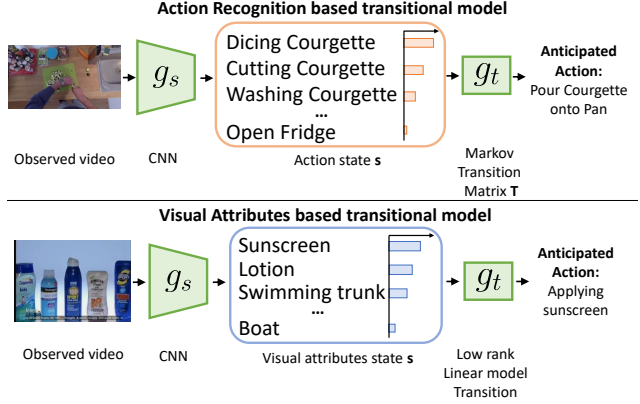 Action Recognition based transitional model
g_s
Dicing Courgette
Cutting Courgette
Washing Courgette
...
Open Fridge
g_t
Anticipated
Action:
Pour Courgette
onto Pan
Observed video
CNN
Action state s
Markov
Transition
Matrix T
Visual Attributes based transitional model
g_s
Sunscreen
Lotion
Swimming trunk
...
Boat
g_t
Anticipated
Action:
Applying
sunscreen
Observed video
CNN
Visual attributes state s
Low rank
Linear model
Transition